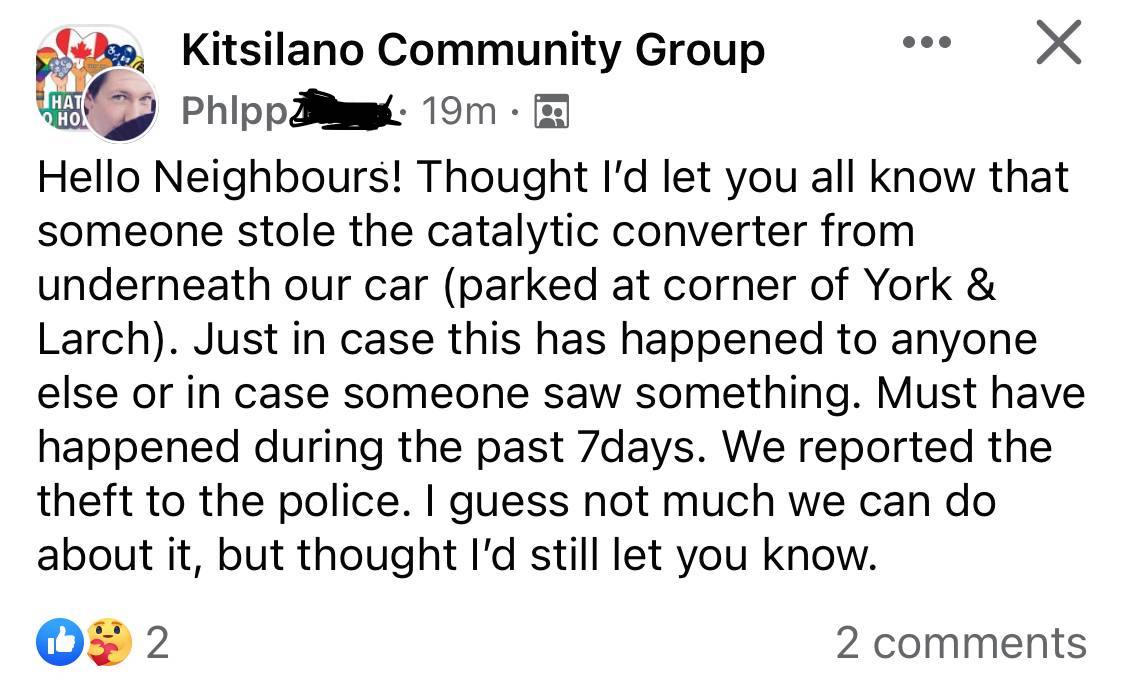 Kitsilano Community Group
HAT
O HO
Phlpp · 19m ·
Hello Neighbours! Thought I’d let you all know that
someone stole the catalytic converter from
underneath our car (parked at corner of York &
Larch). Just in case this has happened to anyone
else or in case someone saw something. Must have
happened during the past 7days. We reported the
theft to the police. I guess not much we can do
about it, but thought I’d still let you know.
2
2 comments